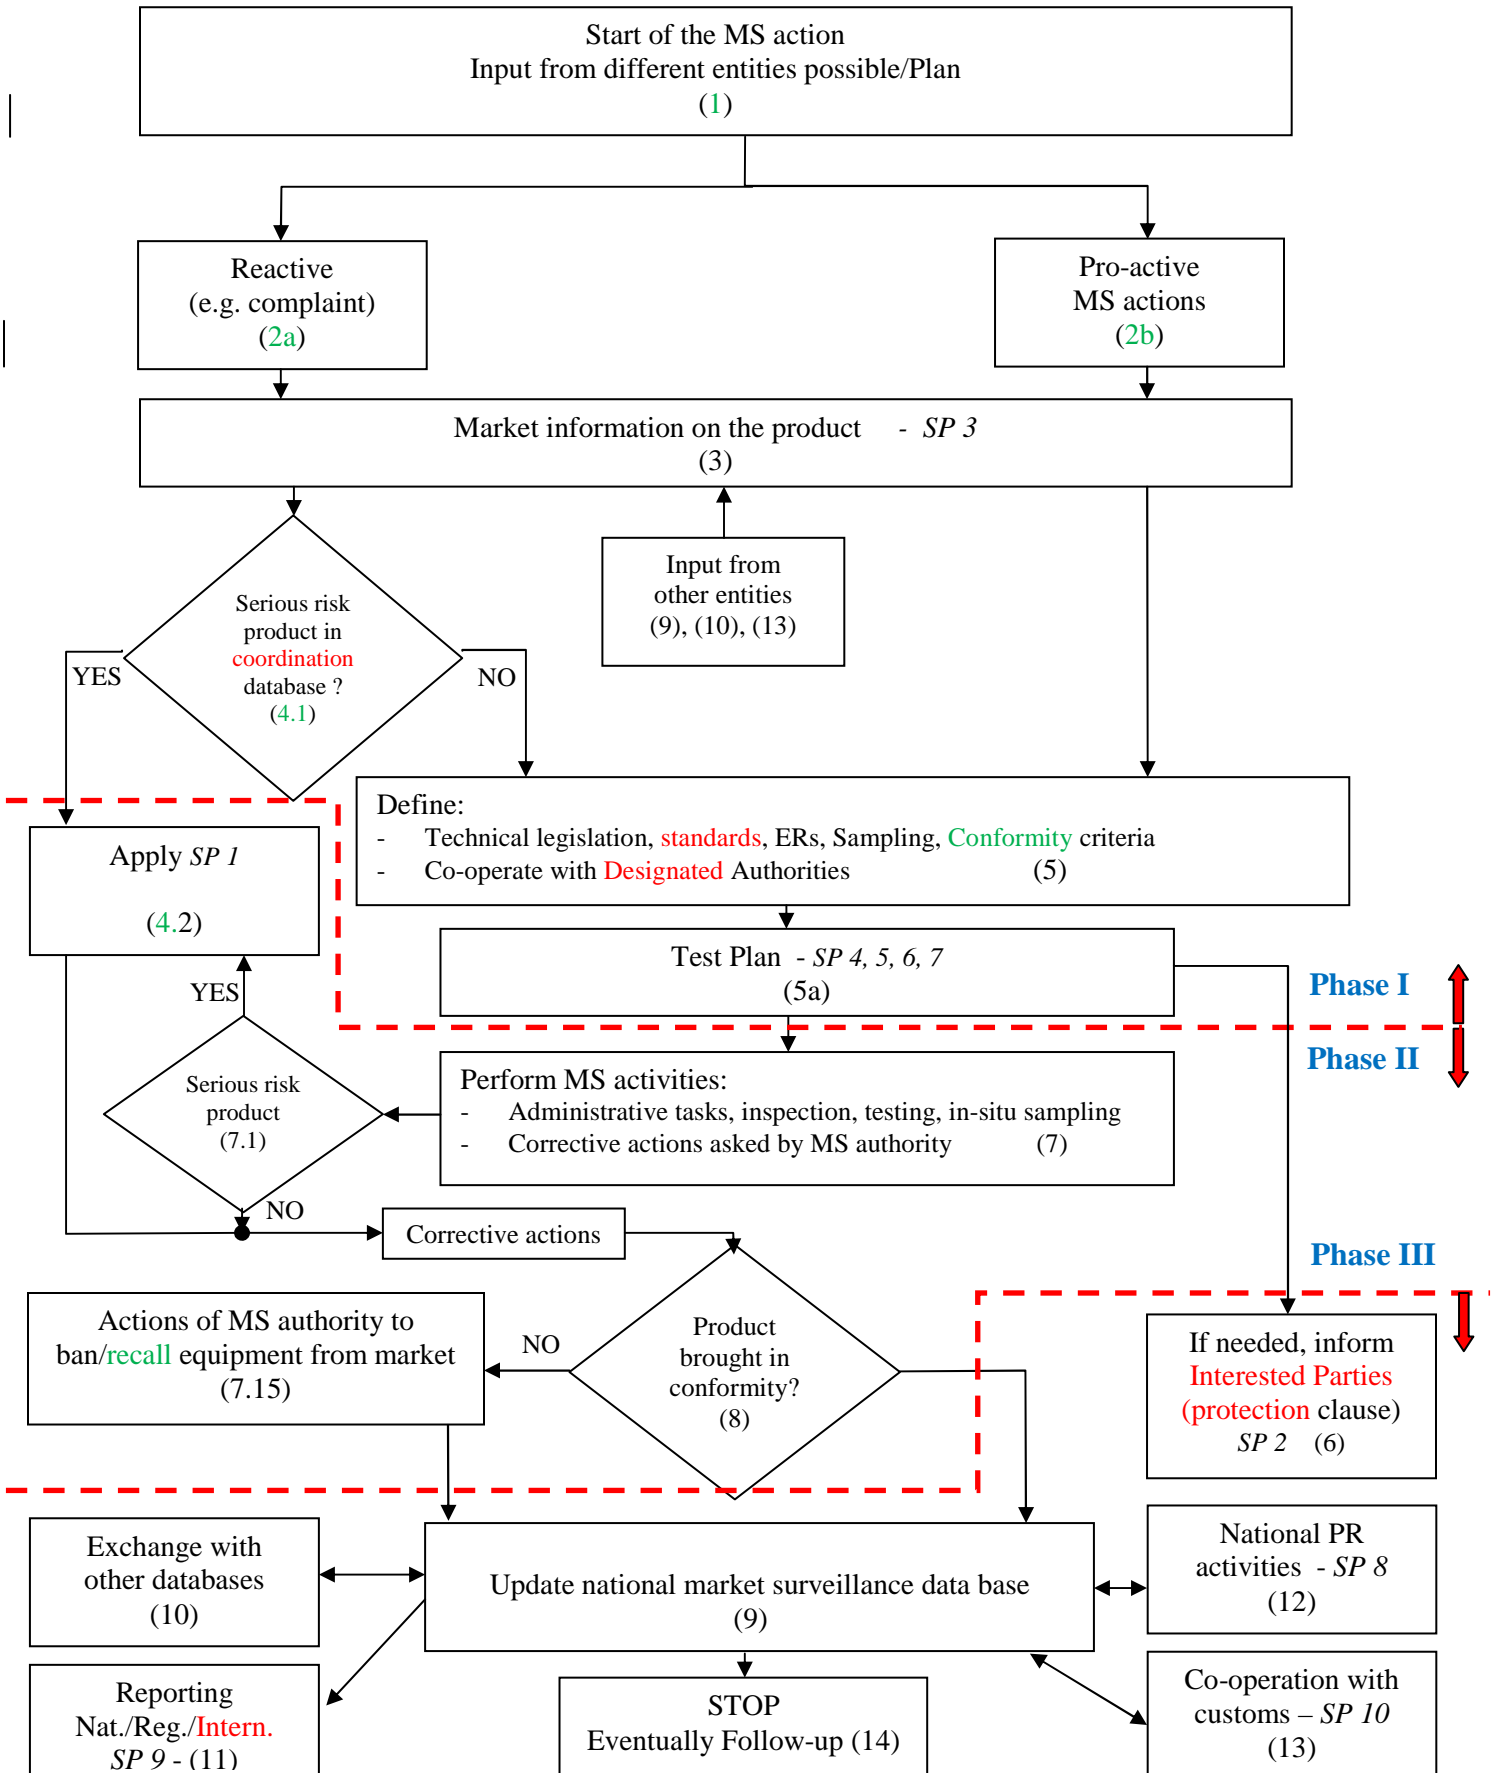 Start of the MS action
Input from different entities possible/Plan
(1)
Reactive
(e.g. complaint)
(2a)
Pro-active
MS actions
(2b)
Market information on the product - SP 3
(3)
Input from
other entities
(9), (10), (13)
Serious risk
product in
coordination
database ?
(4.1)
YES
NO
Define:
- Technical legislation, standards, ERs, Sampling, Conformity criteria
- Co-operate with Designated Authorities (5)
Apply SP 1
(4.2)
Test Plan - SP 4, 5, 6, 7
(5a)
YES
Phase I
Phase II
Serious risk
product
(7.1)
Perform MS activities:
- Administrative tasks, inspection, testing, in-situ sampling
- Corrective actions asked by MS authority (7)
NO
Corrective actions
Phase III
Actions of MS authority to
ban/recall equipment from market
(7.15)
NO
Product
brought in
conformity?
(8)
If needed, inform
Interested Parties
(protection clause)
SP 2 (6)
Exchange with
other databases
(10)
Update national market surveillance data base
(9)
National PR
activities - SP 8
(12)
Reporting
Nat./Reg./Intern.
SP 9 - (11)
STOP
Eventually Follow-up (14)
Co-operation with
customs – SP 10
(13)